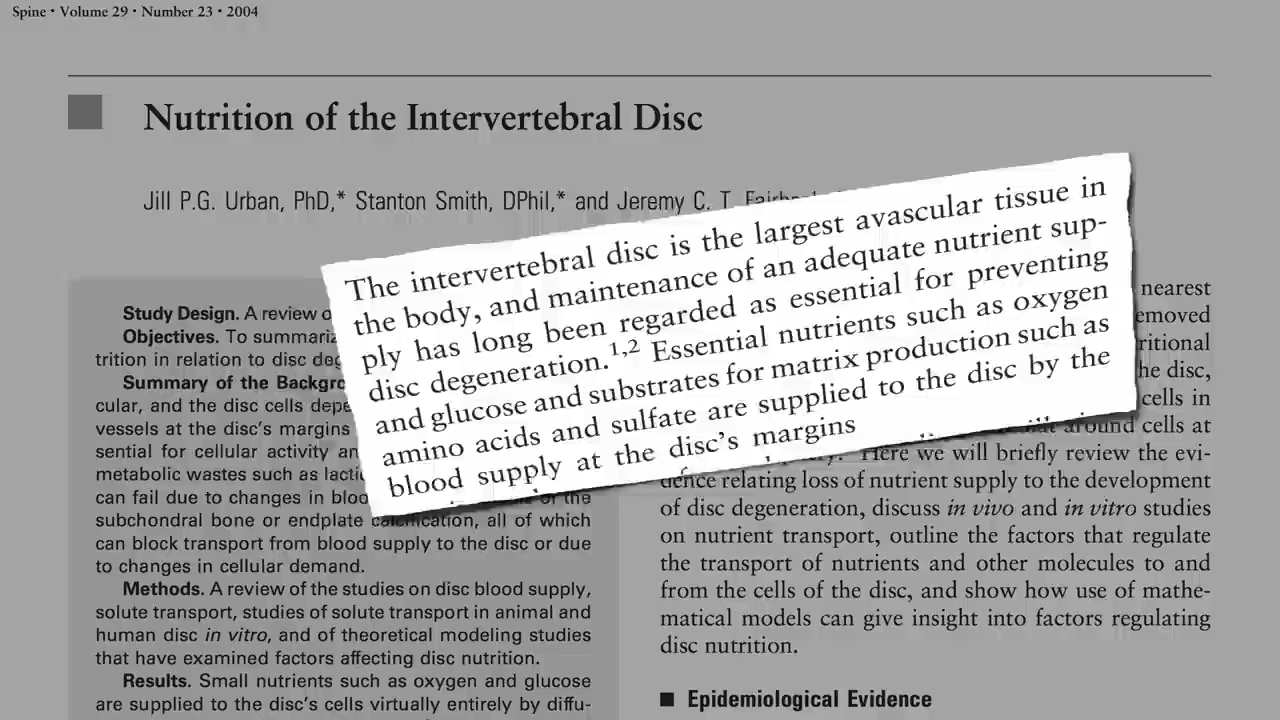 Spine • Volume 29 • Number 23 • 2004
Nutrition of the Intervertebral Disc
Jill P.G. Urban, PhD,* Stanton Smith, DPhil,* and Jeremy C. T.
The intervertebral disc is the largest avascular tissue in
the body, and maintenance of an adequate nutrient sup-
ply has long been regarded as essential for preventing
disc degeneration.1,2 Essential nutrients such as oxygen
and glucose and substrates for matrix production such as
amino acids and sulfate are supplied to the disc by the
blood supply at the disc's margins
Study Design. A review
Objectives. To
trition in relation to disc
Summary of the
cular, and the disc cells
vessels at the disc's
sential for cellular activity
metabolic wastes such as
can fail due to changes in of the
subchondral bone or endplate calcification, all of which
can block transport from blood supply to the disc or due
to changes in cellular demand.
Methods. A review of the studies on disc blood supply,
solute transport, studies of solute transport in animal and
human disc in vitro, and of theoretical modeling studies
that have examined factors affecting disc nutrition.
Results. Small nutrients such as oxygen and glucose
are supplied to the disc's cells virtually entirely by diffu-
nearest
the disc,
cells in
around cells at
Here we will briefly review the evi-
dence relating loss of nutrient supply to the development
of disc degeneration, discuss in vivo and in vitro studies
on nutrient transport, outline the factors that regulate
the transport of nutrients and other molecules to and
from the cells of the disc, and show how use of mathe-
matical models can give insight into factors regulating
disc nutrition.
■ Epidemiological Evidence